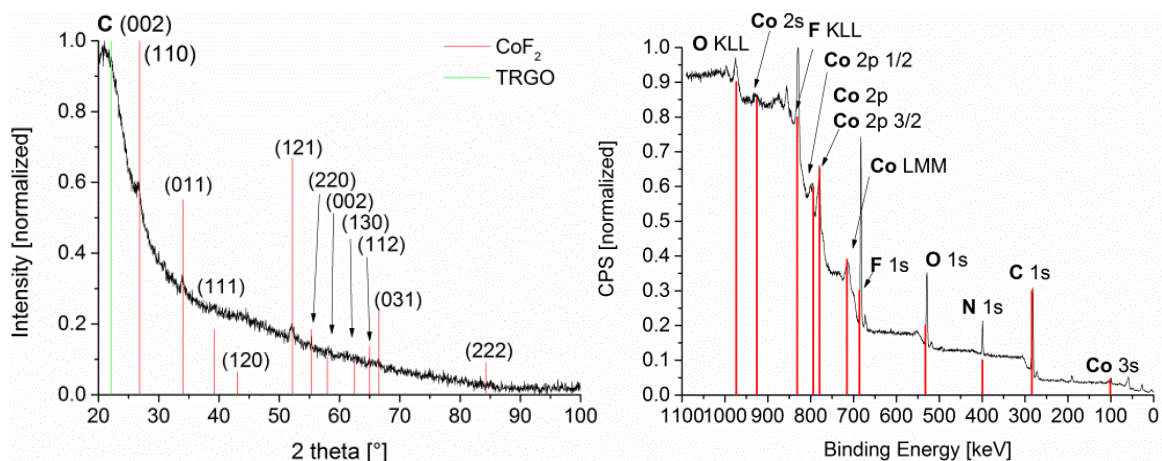 C (002)
(110)
CoF2
TRGO
(011)
(121)
(220)
(002)
(130)
(112)
(111)
(031)
(120)
(222)
1.0
0.8
0.6
0.4
0.2
0.0
20 30 40 50 60 70 80 90 100
Intensity [normalized]
2 theta [°]
Co 2s
F KLL
O KLL
Co 2p 1/2
Co 2p
Co 2p 3/2
Co LMM
F 1s
O 1s
C 1s
N 1s
Co 3s
1.0
0.9
0.8
0.7
0.6
0.5
0.4
0.3
0.2
0.1
0.0
1100 1000 900 800 700 600 500 400 300 200 100 0
CPS [normalized]
Binding Energy [keV]